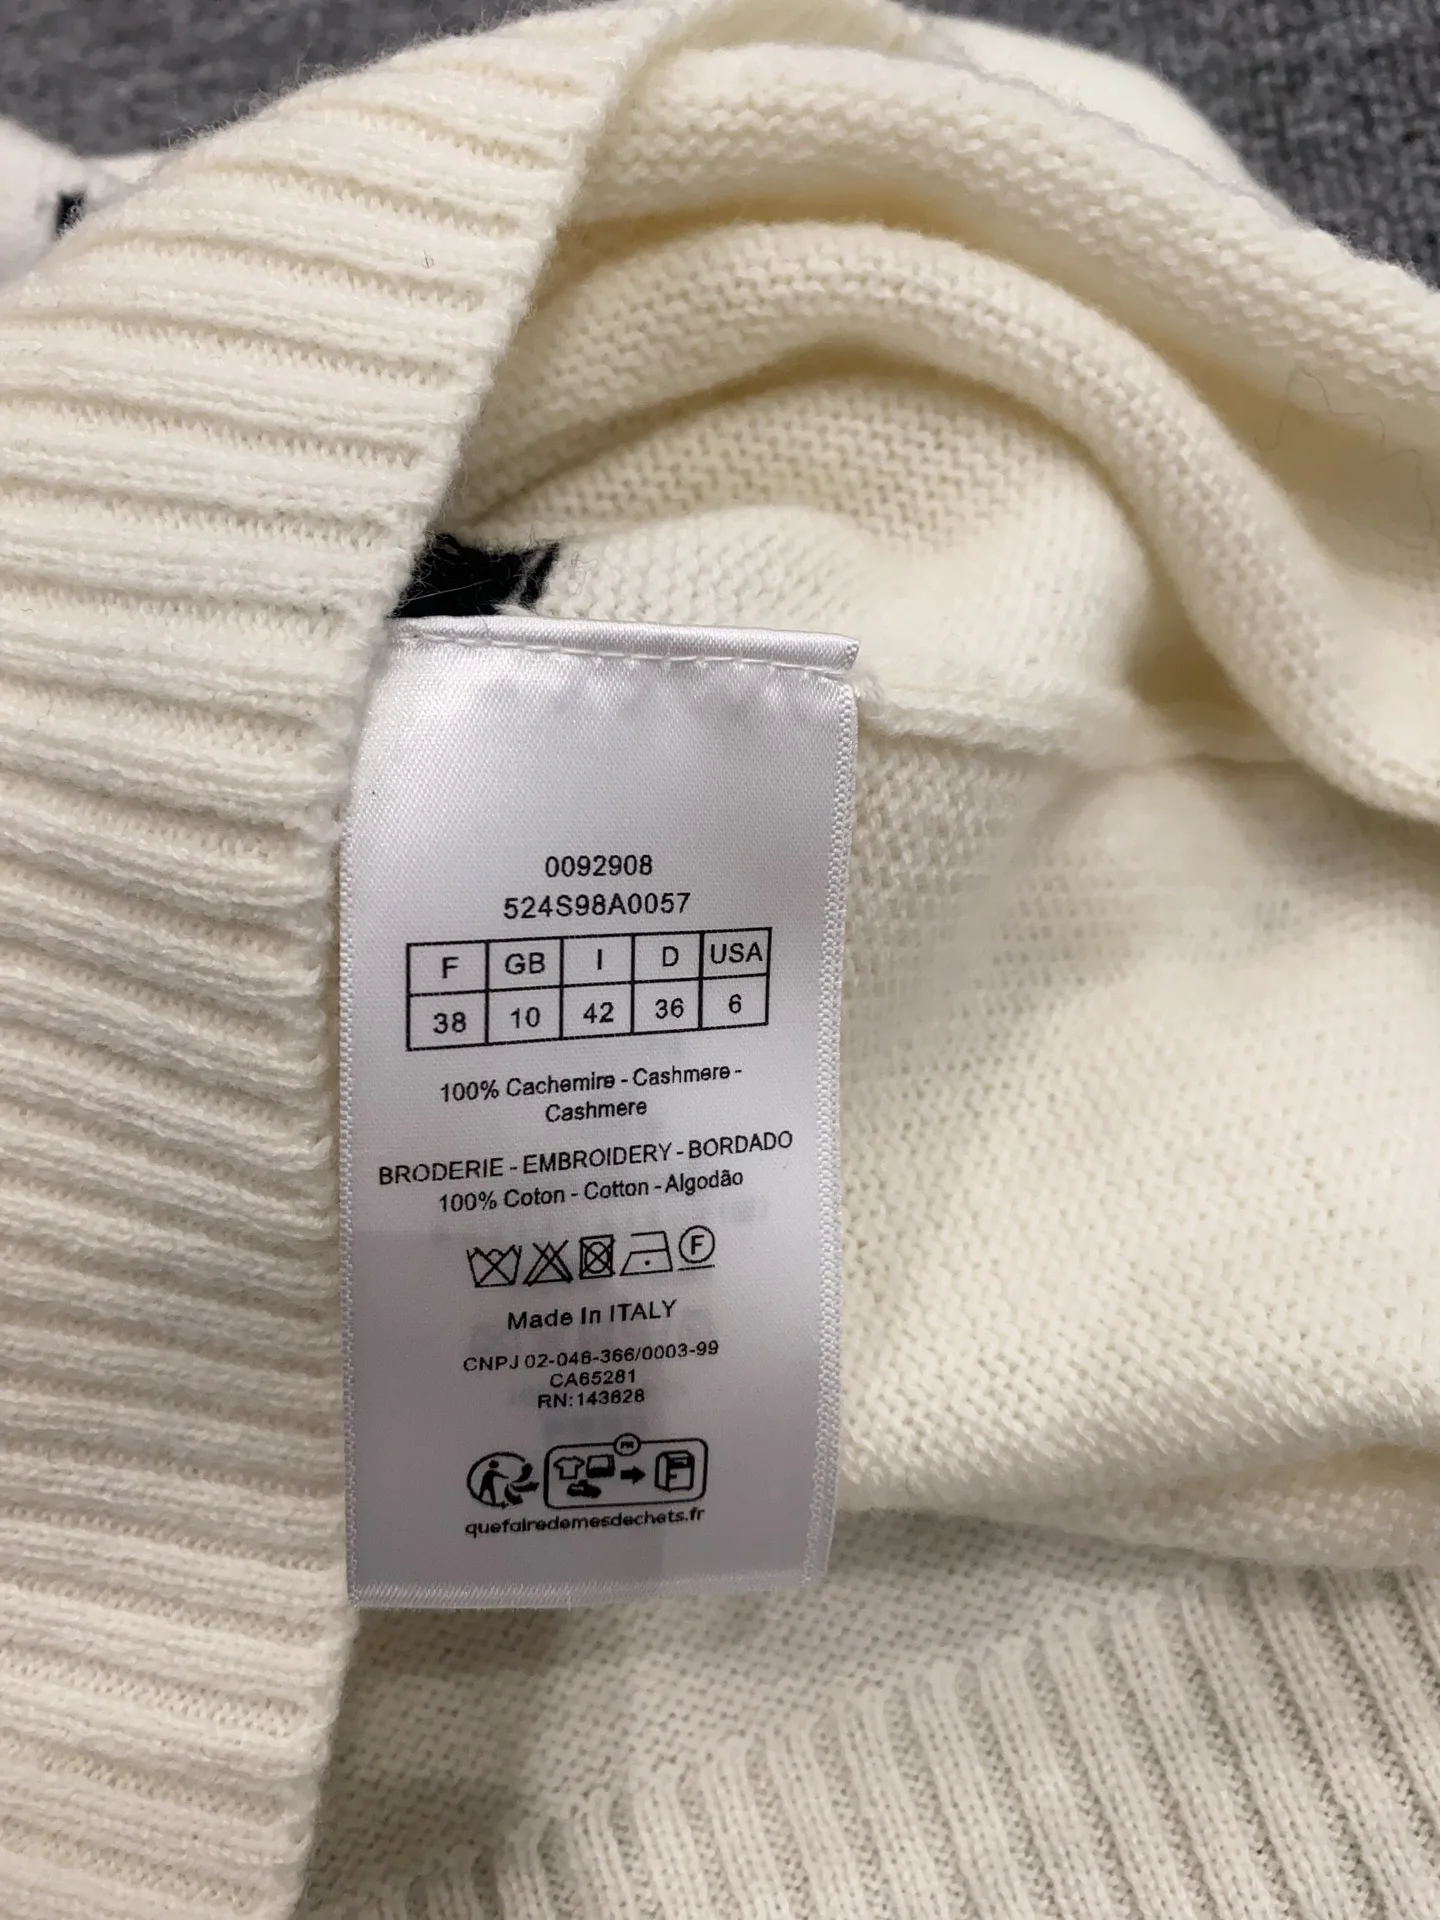 0092908
524S98A0057
F GB I D USA
38 10 42 36 6
100% Cachemire - Cashmere -
Cashmere
BRODERIE - EMBROIDERY - BORDADO
100% Coton - Cotton - Algodão
F
Made In ITALY
CNPJ 02-046-366/0003-99
CA65281
RN:143628
quefairedemesdechets.fr